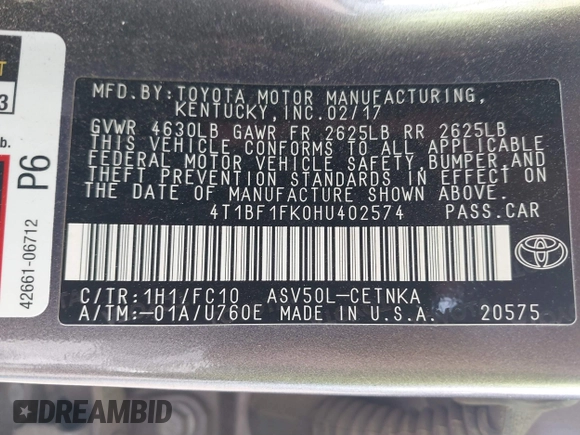 MFD.BY:TOYOTA MOTOR MANUFACTURING,
KENTUCKY,INC.02/17
GVWR 4630LB GAWR FR 2625LB RR 2625LB
THIS VEHICLE CONFORMS TO ALL APPLICABLE
FEDERAL MOTOR VEHICLE SAFETY, BUMPER,AND
THEFT PREVENTION STANDARDS IN EFFECT ON
THE DATE OF MANUFACTURE SHOWN ABOVE.
4T1BF1FK0HU402574 PASS.CAR
C/TR:1H1/FC10 ASV50L-CETNKA
A/TM:-01A/U760E MADE IN U.S.A. 20575
TOYOTA
P6
42661-06712
3
b.
DREAMBID